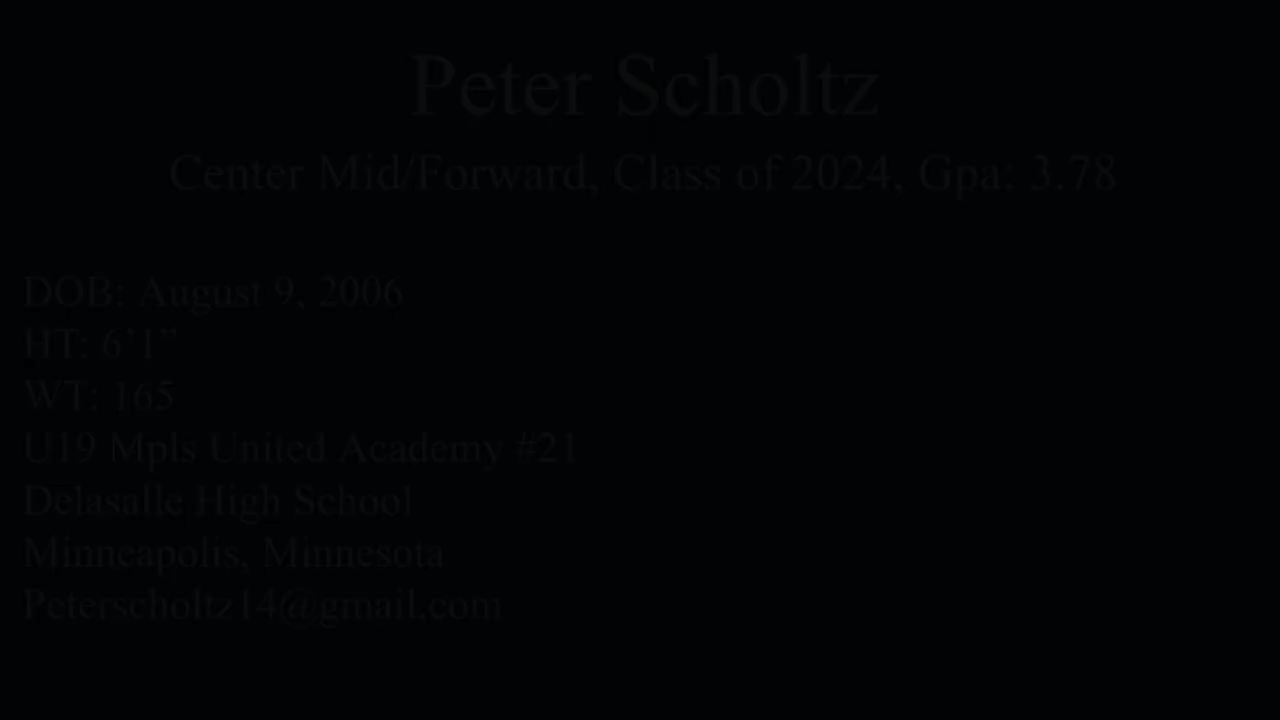 Peter Scholtz
Center Mid/Forward, Class of 2024, Gpa: 3.78
DOB: August 9, 2006
HT: 6’1”
WT: 165
U19 Mpls United Academy #21
Delasalle High School
Minneapolis, Minnesota
Peterscholtz14@gmail.com